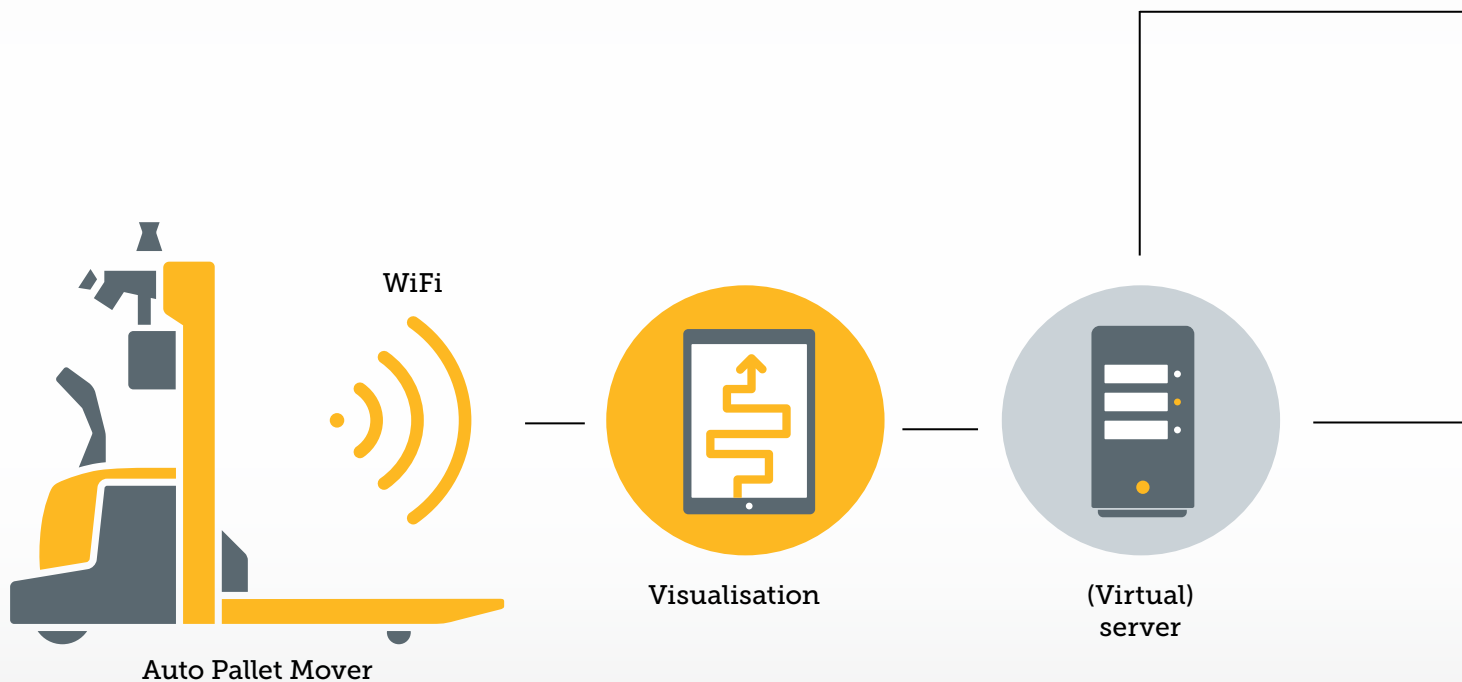 WiFi
Visualisation
(Virtual)
server
Auto Pallet Mover